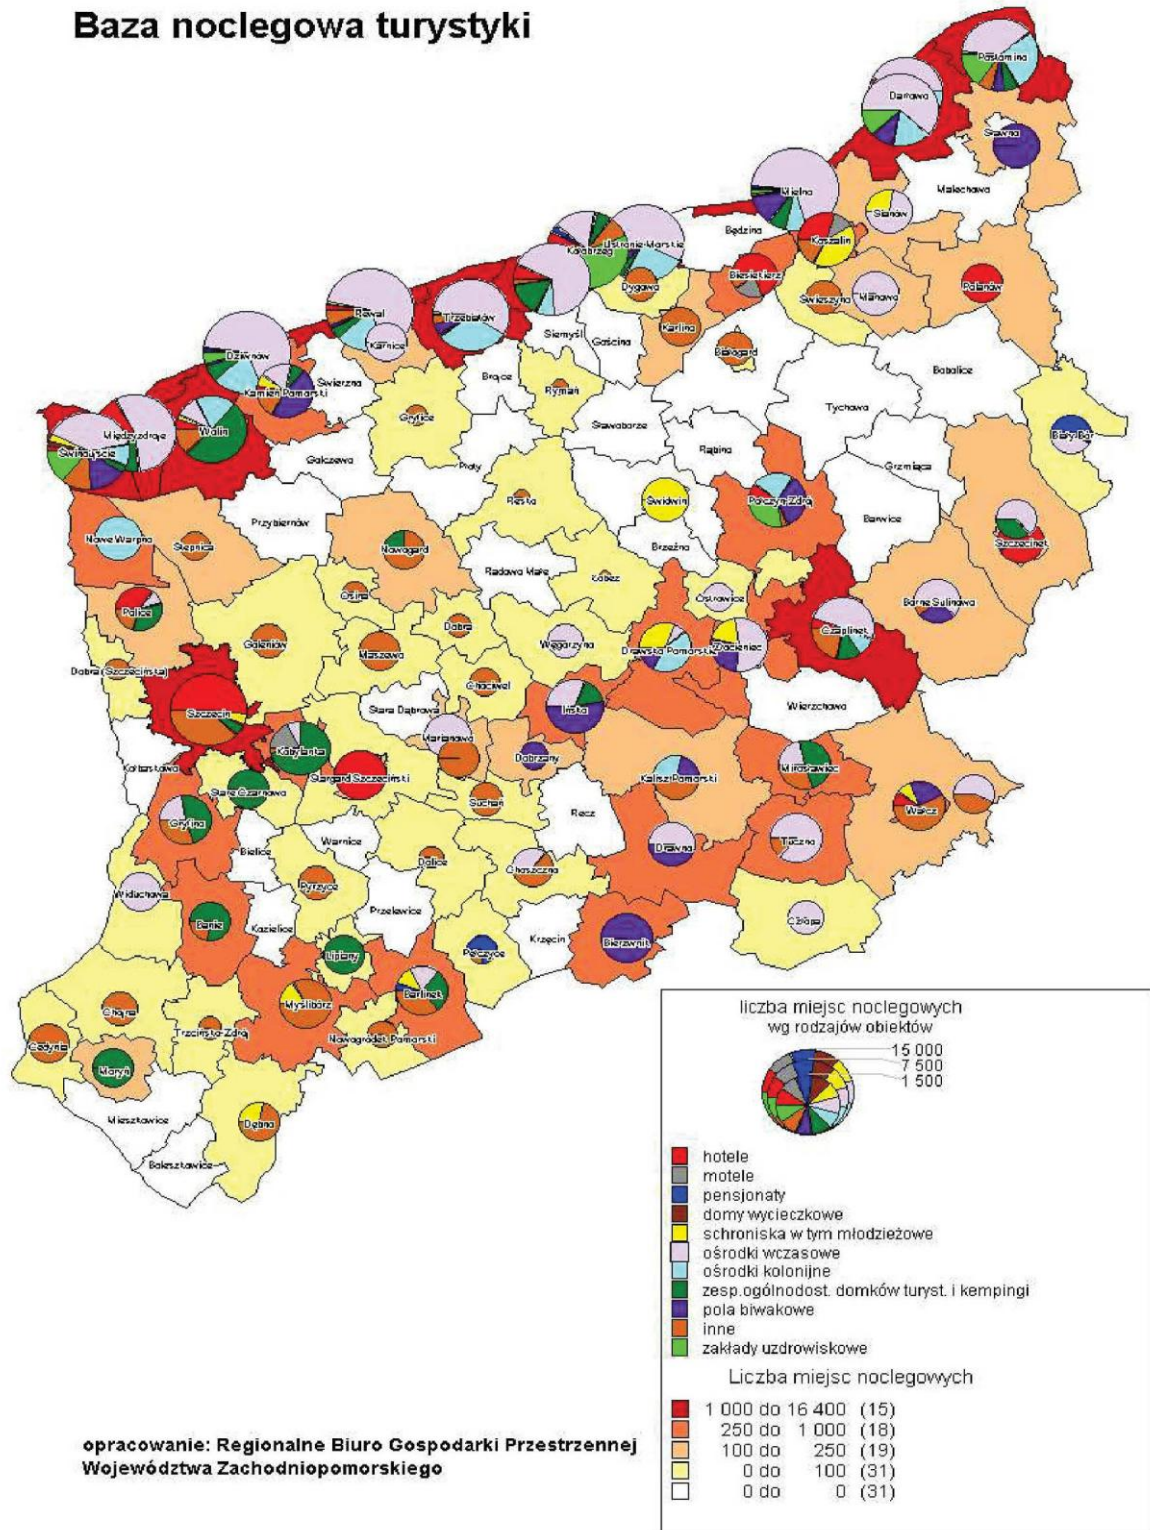 Baza noclegowa turystyki
Postomino
Darłowo
Sławno
Malechowo
Mielno
Sianów
Będzino
Koszalin
Kołobrzeg
Ustronie Morskie
Biesiekierz
Dygowo
Świeszyno
Manowo
Polanów
Rewal
Trzebiatów
Karlino
Karnice
Siemyśl
Gościno
Białogard
Dziwnów
Świerzno
Brojce
Rymań
Bobolice
Kamień Pomorski
Gryfice
Tychowo
Sławoborze
Międzyzdroje
Wolin
Biały Bór
Świnoujście
Golczewo
Płoty
Rąbino
Grzmiąca
Resko
Świdwin
Połczyn-Zdrój
Przybiernów
Barwice
Nowe Warpno
Stepnica
Nowogard
Brzeżno
Szczecinek
Radowo Małe
Łobez
Osina
Ostrowice
Borne Sulinowo
Police
Dobra
Czaplinek
Goleniów
Maszewo
Węgorzyno
Drawsko Pomorskie
Złocieniec
Dobra (Szczecińska)
Chociwel
Stara Dąbrowa
Szczecin
Ińsko
Wierzchowo
Marianowo
Kobylanka
Dobrzany
Kołbaskowo
Stargard Szczeciński
Kalisz Pomorski
Mirosławiec
Stare Czarnowo
Suchań
Wałcz
Gryfino
Recz
Warnice
Drawno
Tuczno
Bielice
Dolice
Choszczno
Pyrzyce
Widuchowa
Przelewice
Człopa
Banie
Kozielice
Krzęcin
Bierzwnik
Lipiany
Pełczyce
Barlinek
Myślibórz
Chojna
Trzcińsko-Zdrój
Nowogródek Pomorski
Cedynia
Moryń
Mieszkowice
Dębno
Boleszkowice
liczba miejsc noclegowych
wg rodzajów obiektów
15 000
7 500
1 500
hotele
motele
pensjonaty
domy wycieczkowe
schroniska w tym młodzieżowe
ośrodki wczasowe
ośrodki kolonijne
zesp.ogólnodost. domków turyst. i kempingi
pola biwakowe
inne
zakłady uzdrowiskowe
Liczba miejsc noclegowych
1 000 do 16 400 (15)
250 do 1 000 (18)
100 do 250 (19)
0 do 100 (31)
0 do 0 (31)
opracowanie: Regionalne Biuro Gospodarki Przestrzennej
Województwa Zachodniopomorskiego